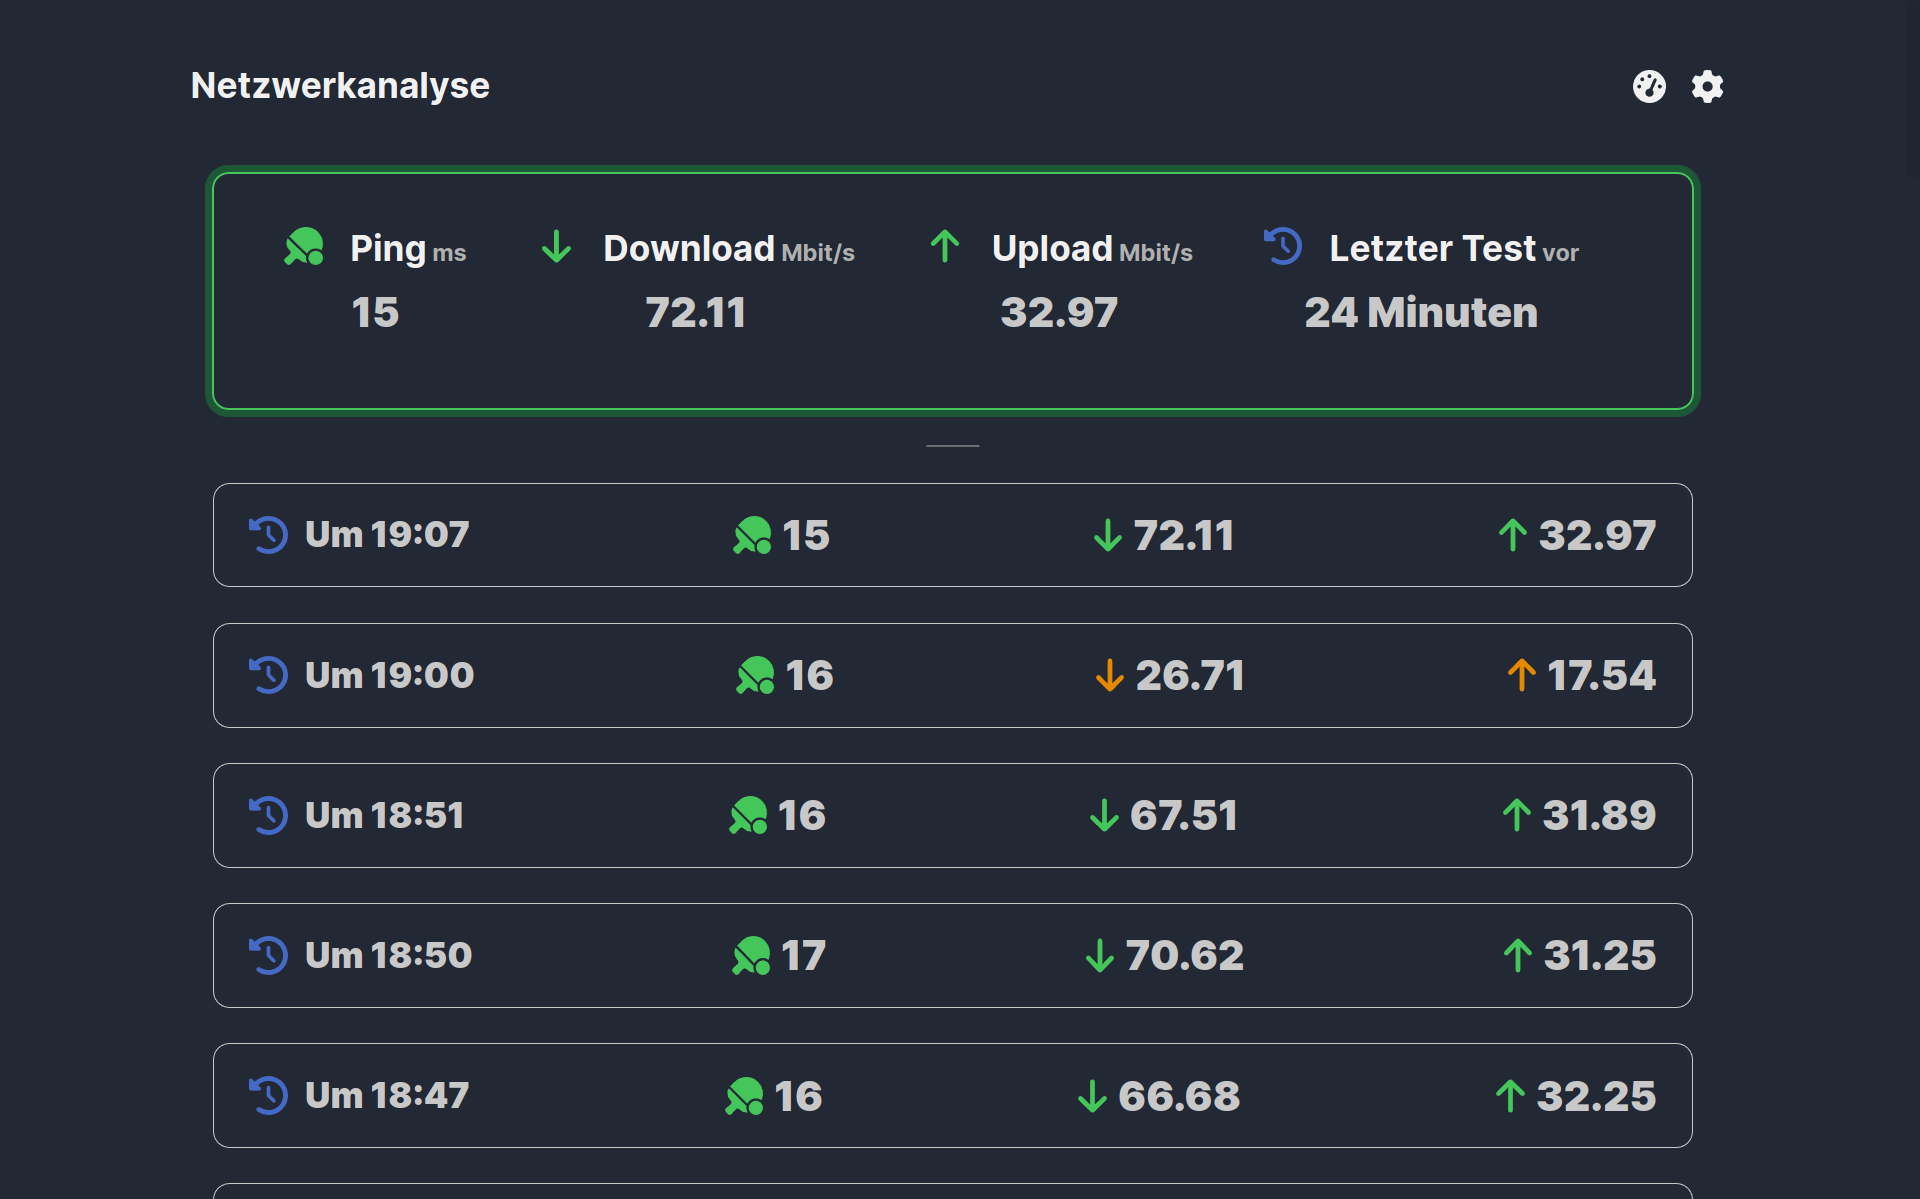 Netzwerkanalyse
Ping ms
15
Download Mbit/s
72.11
Upload Mbit/s
32.97
Letzter Test vor
24 Minuten
Um 19:07 15 72.11 32.97
Um 19:00 16 26.71 17.54
Um 18:51 16 67.51 31.89
Um 18:50 17 70.62 31.25
Um 18:47 16 66.68 32.25